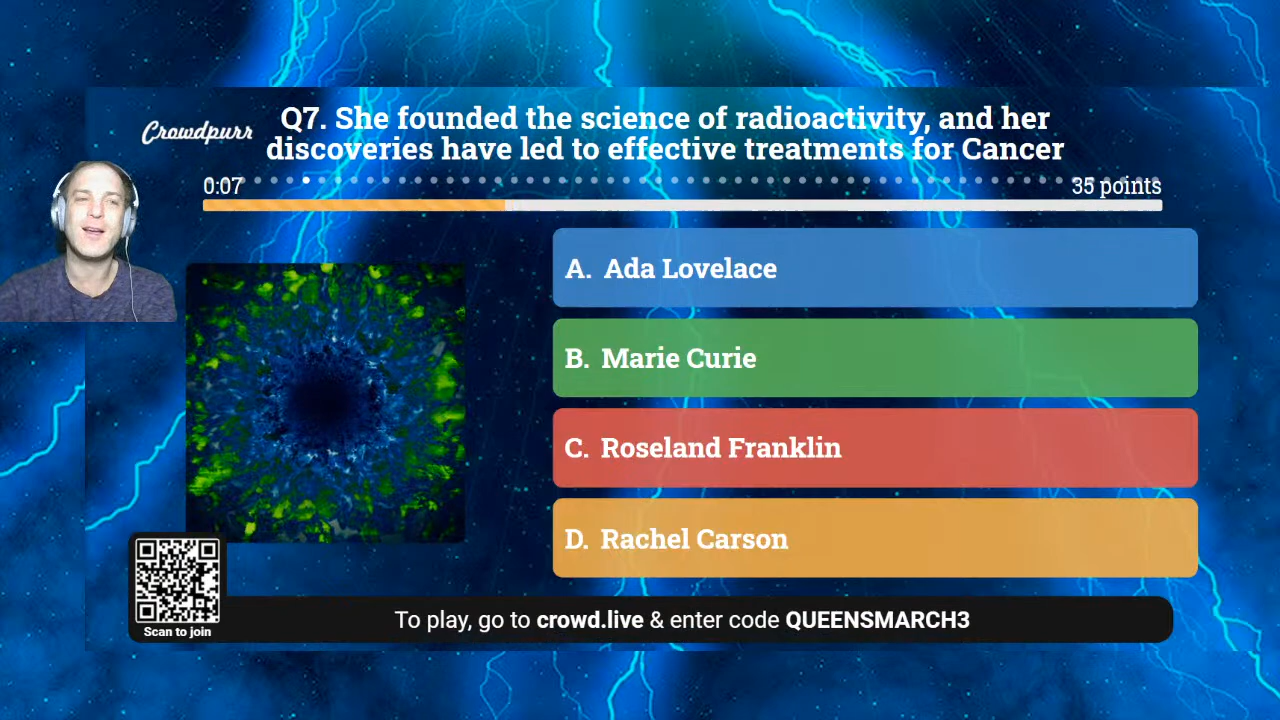 Crowdpurr
Q7. She founded the science of radioactivity, and her
discoveries have led to effective treatments for Cancer
0:07
35 points
A. Ada Lovelace
B. Marie Curie
C. Roseland Franklin
D. Rachel Carson
Scan to join
To play, go to crowd.live & enter code QUEENSMARCH3